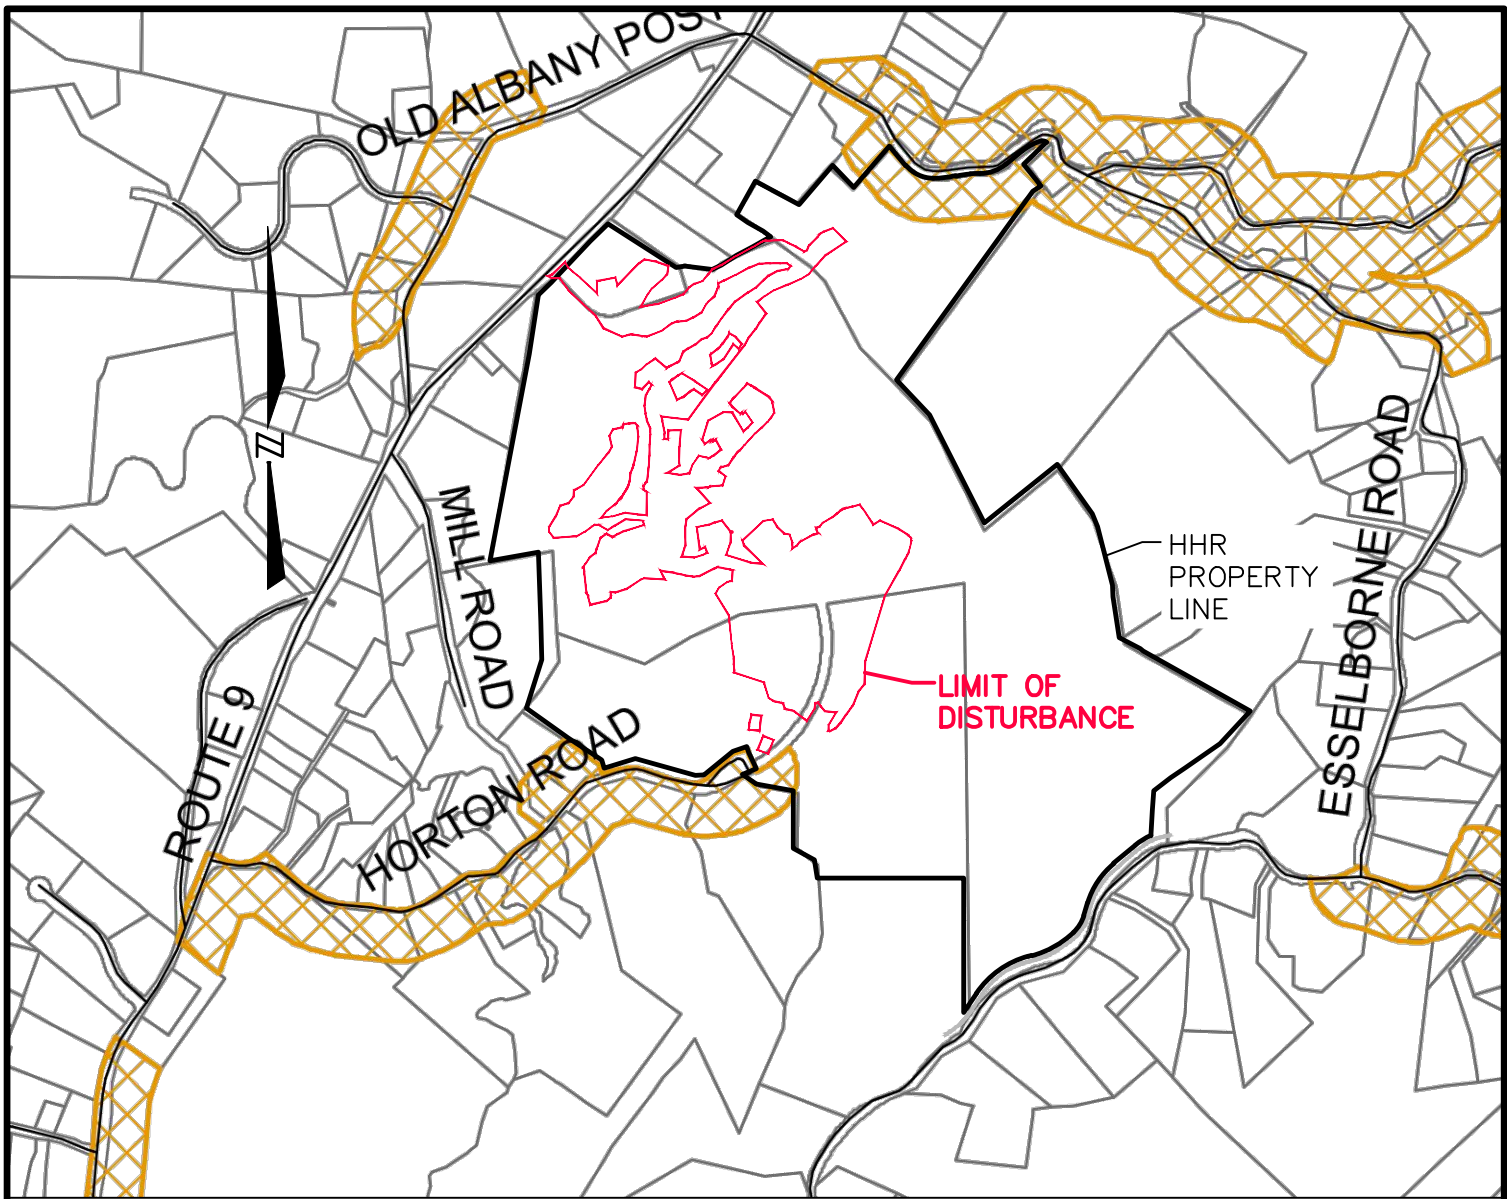 OLD ALBANY POST
N
MILL ROAD
HHR
PROPERTY
LINE
ESSELBORNE ROAD
LIMIT OF
DISTURBANCE
ROUTE 9
HORTON ROAD